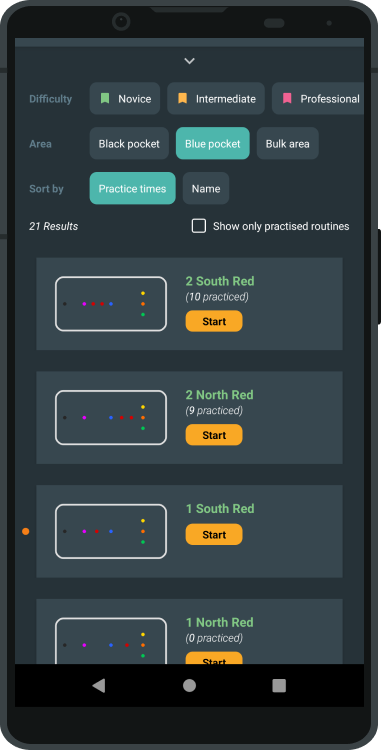 Difficulty Novice Intermediate Professional
Area Black pocket Blue pocket Bulk area
Sort by Practice times Name
21 Results Show only practised routines
2 South Red
(10 practiced)
Start
2 North Red
(9 practiced)
Start
1 South Red
Start
1 North Red
(0 practiced)
Start